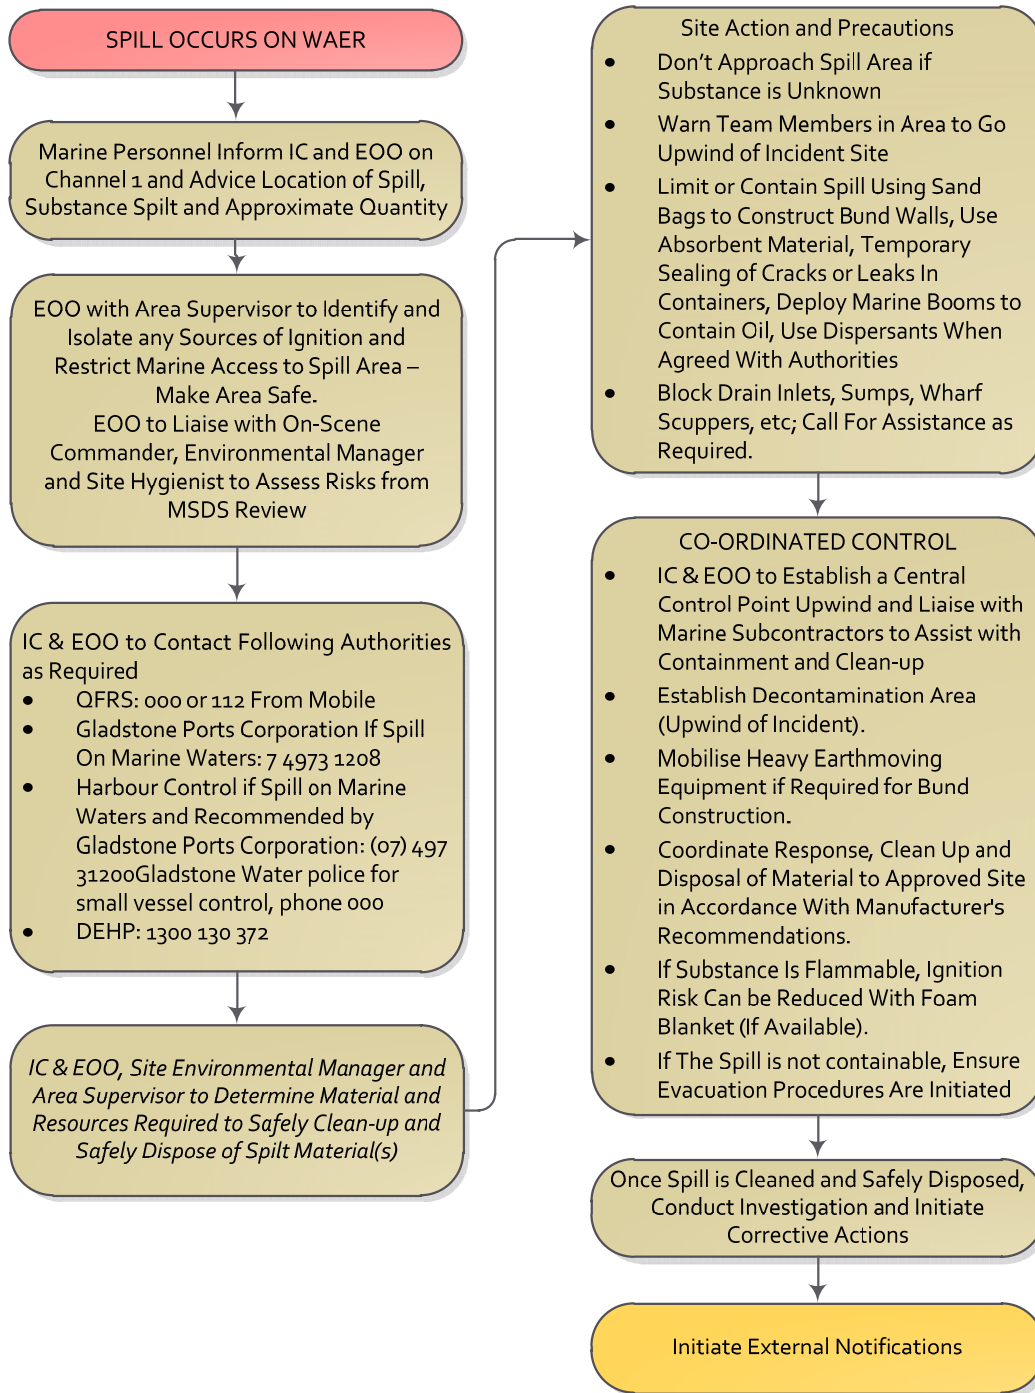 SPILL OCCURS ON WAER
Marine Personnel Inform IC and EOO on
Channel 1 and Advice Location of Spill,
Substance Spilt and Approximate Quantity
EOO with Area Supervisor to Identify and
Isolate any Sources of Ignition and
Restrict Marine Access to Spill Area –
Make Area Safe.
EOO to Liaise with On-Scene
Commander, Environmental Manager
and Site Hygienist to Assess Risks from
MSDS Review
IC & EOO to Contact Following Authorities
as Required
• QFRS: 000 or 112 From Mobile
• Gladstone Ports Corporation If Spill
On Marine Waters: 7 4973 1208
• Harbour Control if Spill on Marine
Waters and Recommended by
Gladstone Ports Corporation: (07) 497
31200Gladstone Water police for
small vessel control, phone 000
• DEHP: 1300 130 372
IC & EOO, Site Environmental Manager and
Area Supervisor to Determine Material and
Resources Required to Safely Clean-up and
Safely Dispose of Spilt Material(s)
Site Action and Precautions
• Don't Approach Spill Area if
Substance is Unknown
• Warn Team Members in Area to Go
Upwind of Incident Site
• Limit or Contain Spill Using Sand
Bags to Construct Bund Walls, Use
Absorbent Material, Temporary
Sealing of Cracks or Leaks In
Containers, Deploy Marine Booms to
Contain Oil, Use Dispersants When
Agreed With Authorities
• Block Drain Inlets, Sumps, Wharf
Scuppers, etc; Call For Assistance as
Required.
CO-ORDINATED CONTROL
• IC & EOO to Establish a Central
Control Point Upwind and Liaise with
Marine Subcontractors to Assist with
Containment and Clean-up
• Establish Decontamination Area
(Upwind of Incident).
• Mobilise Heavy Earthmoving
Equipment if Required for Bund
Construction.
• Coordinate Response, Clean Up and
Disposal of Material to Approved Site
in Accordance With Manufacturer's
Recommendations.
• If Substance Is Flammable, Ignition
Risk Can be Reduced With Foam
Blanket (If Available).
• If The Spill is not containable, Ensure
Evacuation Procedures Are Initiated
Once Spill is Cleaned and Safely Disposed,
Conduct Investigation and Initiate
Corrective Actions
Initiate External Notifications